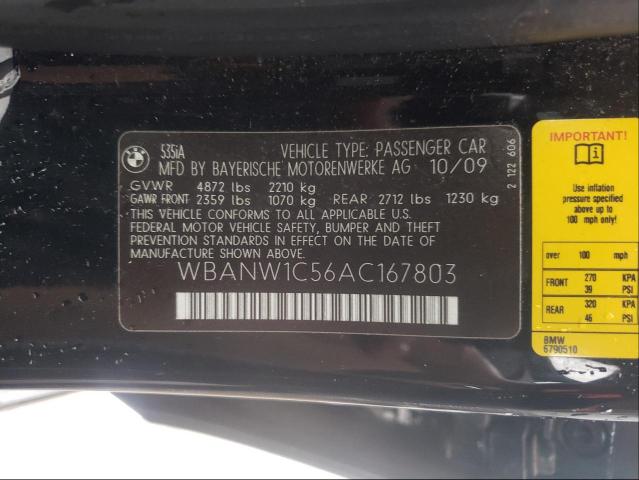 BMW
535iA VEHICLE TYPE: PASSENGER CAR
MFD BY BAYERISCHE MOTORENWERKE AG 10/09
GVWR 4872 lbs 2210 kg
GAWR FRONT 2359 lbs 1070 kg REAR 2712 lbs 1230 kg
THIS VEHICLE CONFORMS TO ALL APPLICABLE U.S.
FEDERAL MOTOR VEHICLE SAFETY, BUMPER AND THEFT
PREVENTION STANDARDS IN EFFECT ON THE DATE
OF MANUFACTURE SHOWN ABOVE.
WBANW1C56AC167803
2 122 606
IMPORTANT!
Use inflation
pressure specified
above up to
100 mph only!
over 100 mph
FRONT 270 KPA
39 PSI
REAR 320 KPA
46 PSI
BMW
6790510